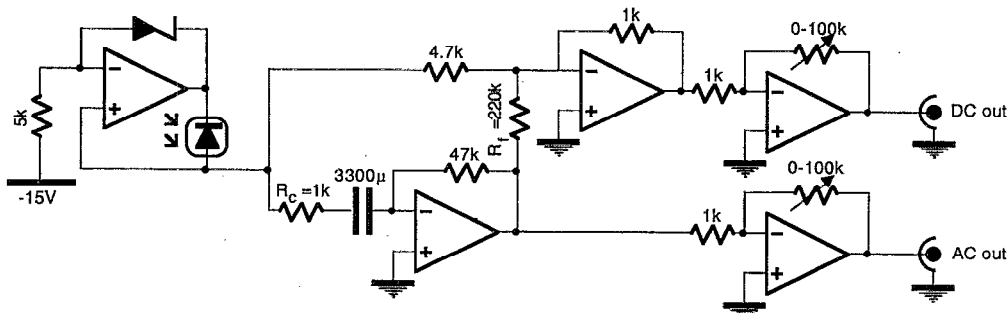 5k
-15V
-
+
4.7k
R_f =220k
R_c =1k
3300µ
47k
-
+
1k
-
+
1k
0-100k
-
+
DC out
1k
0-100k
-
+
AC out